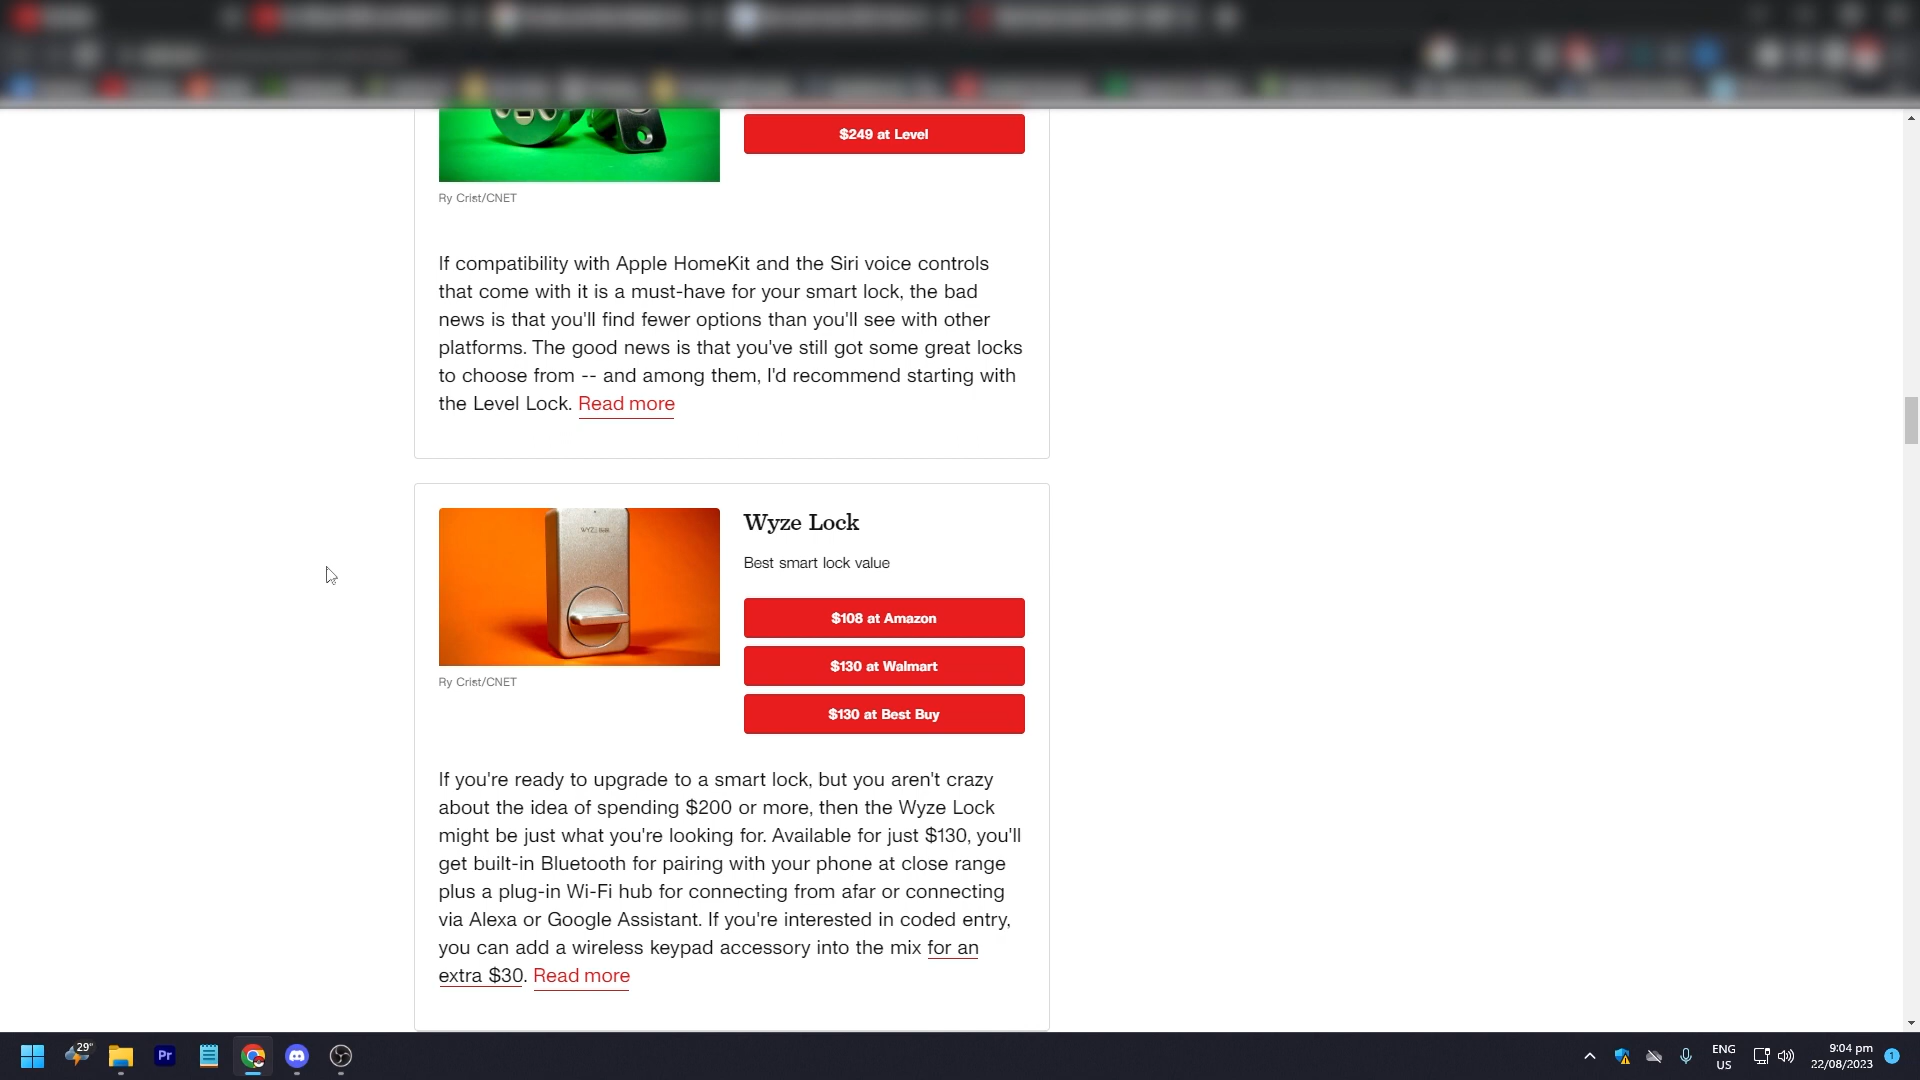 $249 at Level
Ry Crist/CNET
If compatibility with Apple HomeKit and the Siri voice controls
that come with it is a must-have for your smart lock, the bad
news is that you'll find fewer options than you'll see with other
platforms. The good news is that you've still got some great locks
to choose from -- and among them, I'd recommend starting with
the Level Lock. Read more
WYZE
Wyze Lock
Best smart lock value
$108 at Amazon
$130 at Walmart
$130 at Best Buy
Ry Crist/CNET
If you're ready to upgrade to a smart lock, but you aren't crazy
about the idea of spending $200 or more, then the Wyze Lock
might be just what you're looking for. Available for just $130, you'll
get built-in Bluetooth for pairing with your phone at close range
plus a plug-in Wi-Fi hub for connecting from afar or connecting
via Alexa or Google Assistant. If you're interested in coded entry,
you can add a wireless keypad accessory into the mix for an
extra $30. Read more
29°
Pr
ENG
US
9:04 pm
22/08/2023
1